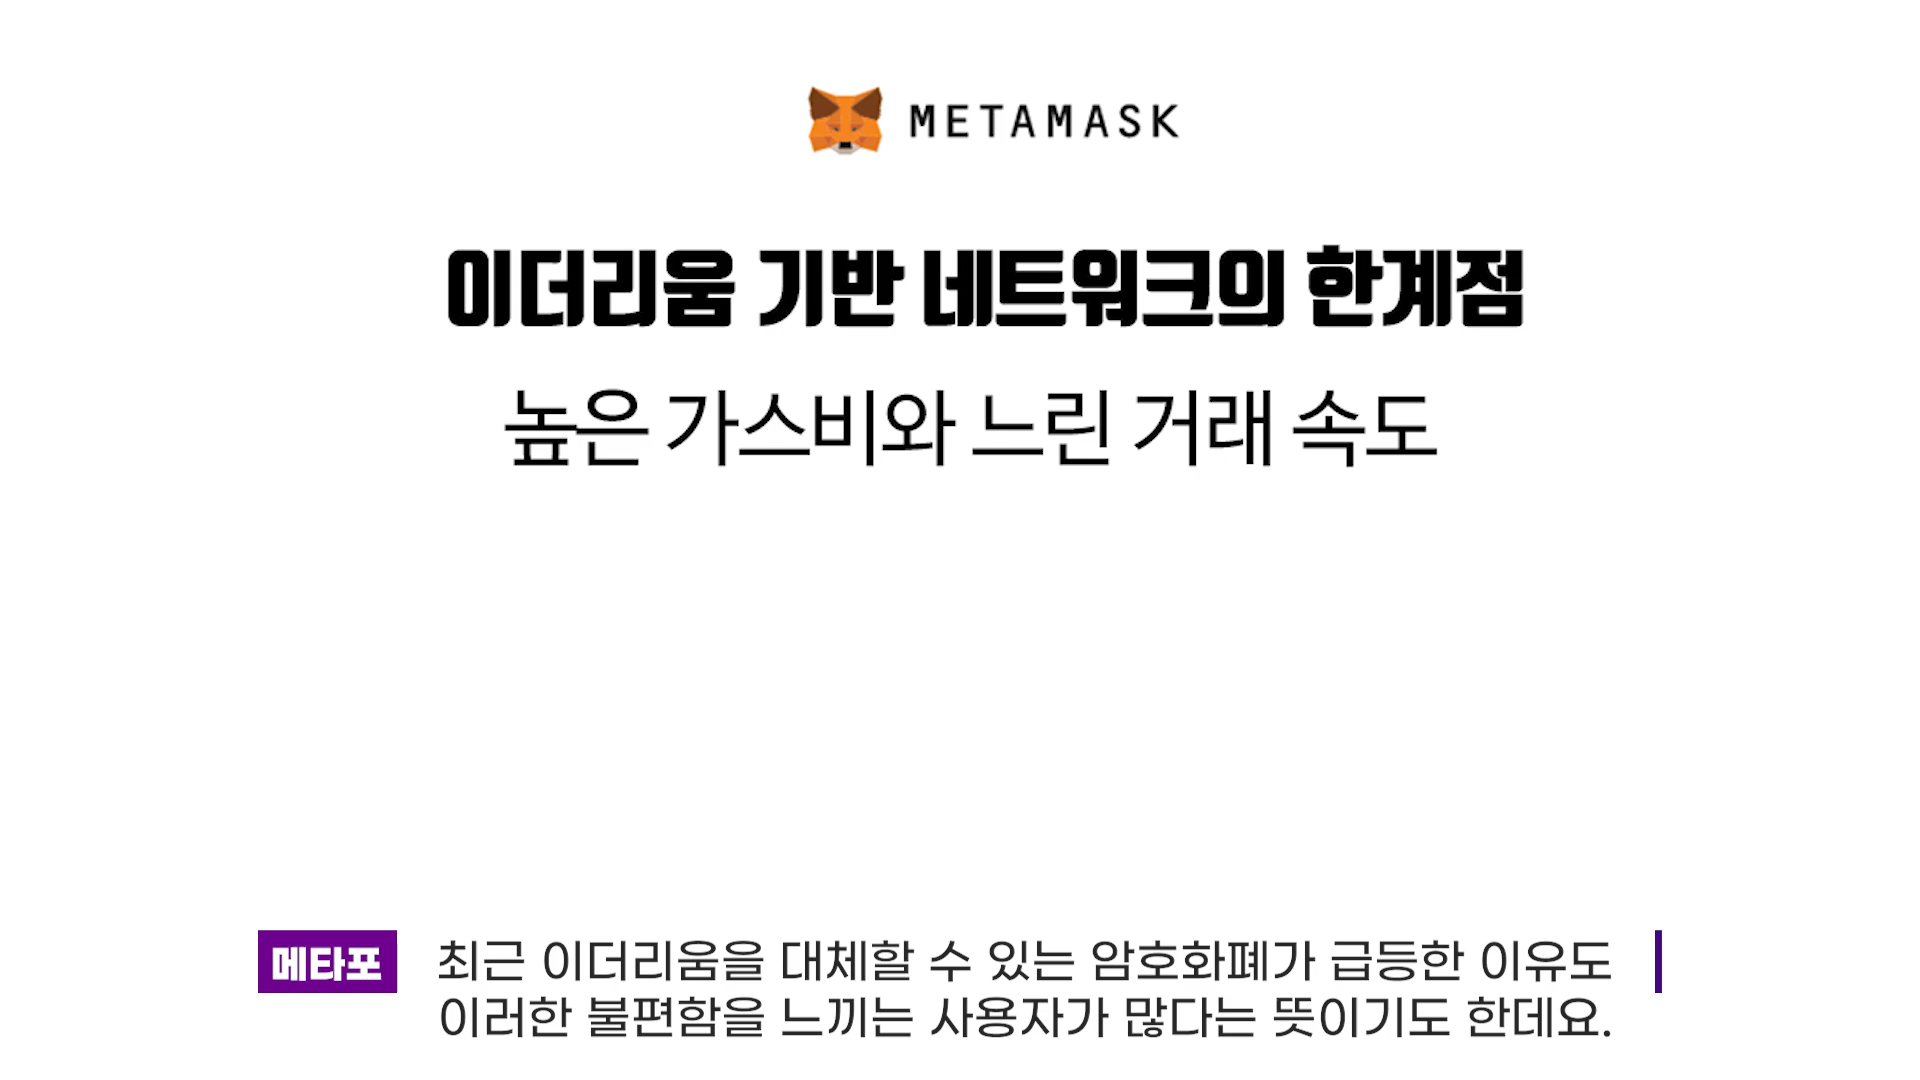 METAMASK
이더리움 기반 네트워크의 한계점
높은 가스비와 느린 거래 속도
메타포 최근 이더리움을 대체할 수 있는 암호화폐가 급등한 이유도
이러한 불편함을 느끼는 사용자가 많다는 뜻이기도 한데요.